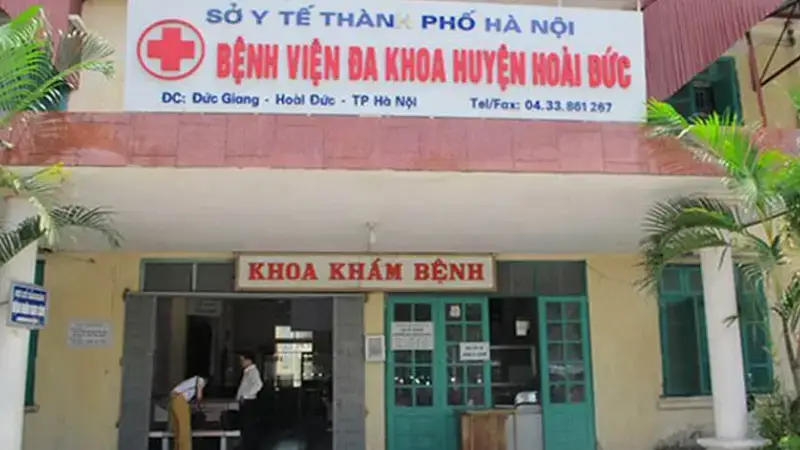 SỞ Y TẾ THÀNH PHỐ HÀ NỘI
BỆNH VIỆN ĐA KHOA HUYỆN HOÀI ĐỨC
ĐC: Đức Giang - Hoài Đức - TP Hà Nội
Tel/Fax: 04.33.861 267
KHOA KHÁM BỆNH